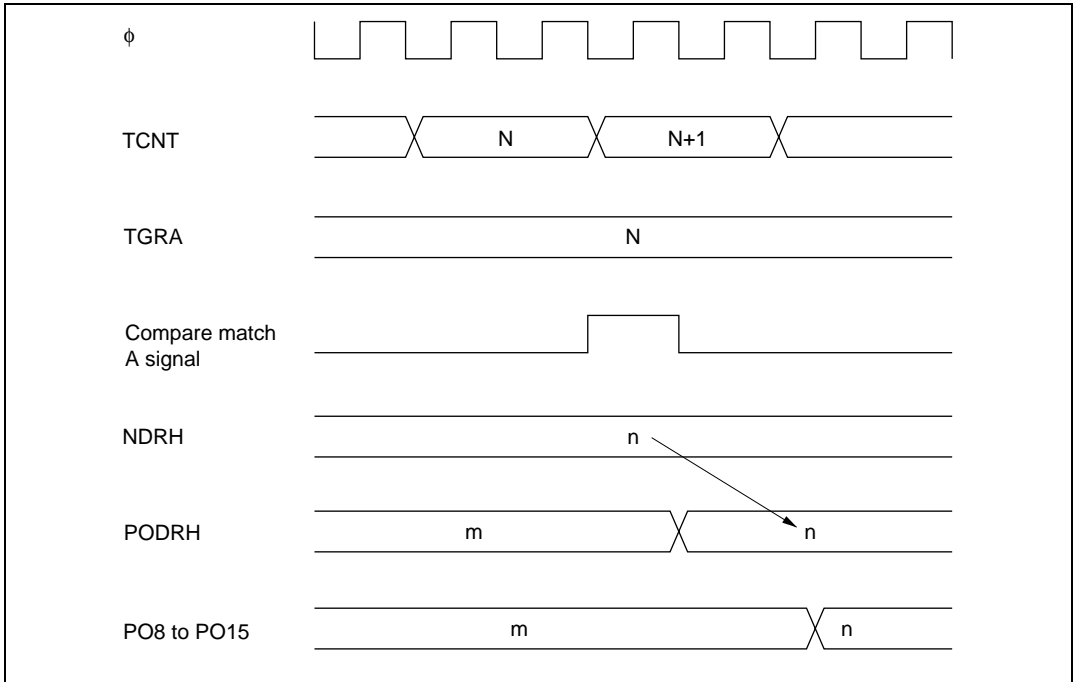 ϕ
TCNT
N
N+1
TGRA
N
Compare match
A signal
NDRH
n
PODRH
m
n
PO8 to PO15
m
n